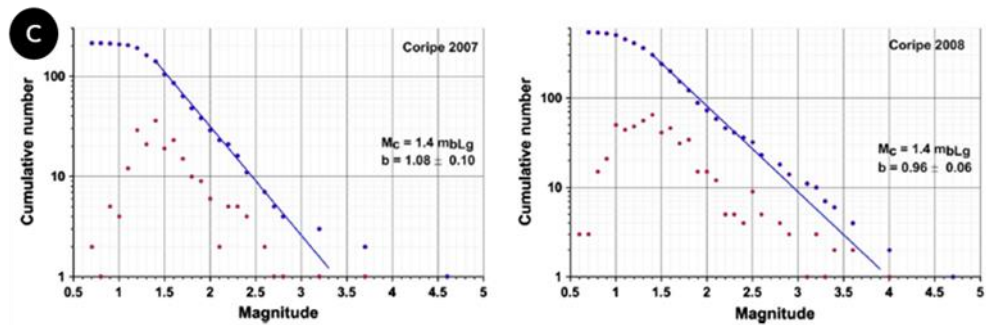 C
Coripe 2007
Cumulative number
100
10
1
Mc = 1.4 mbLg
b = 1.08 ± 0.10
0.5 1 1.5 2 2.5 3 3.5 4 4.5 5
Magnitude
Coripe 2008
Cumulative number
100
10
1
Mc = 1.4 mbLg
b = 0.96 ± 0.06
0.5 1 1.5 2 2.5 3 3.5 4 4.5 5
Magnitude